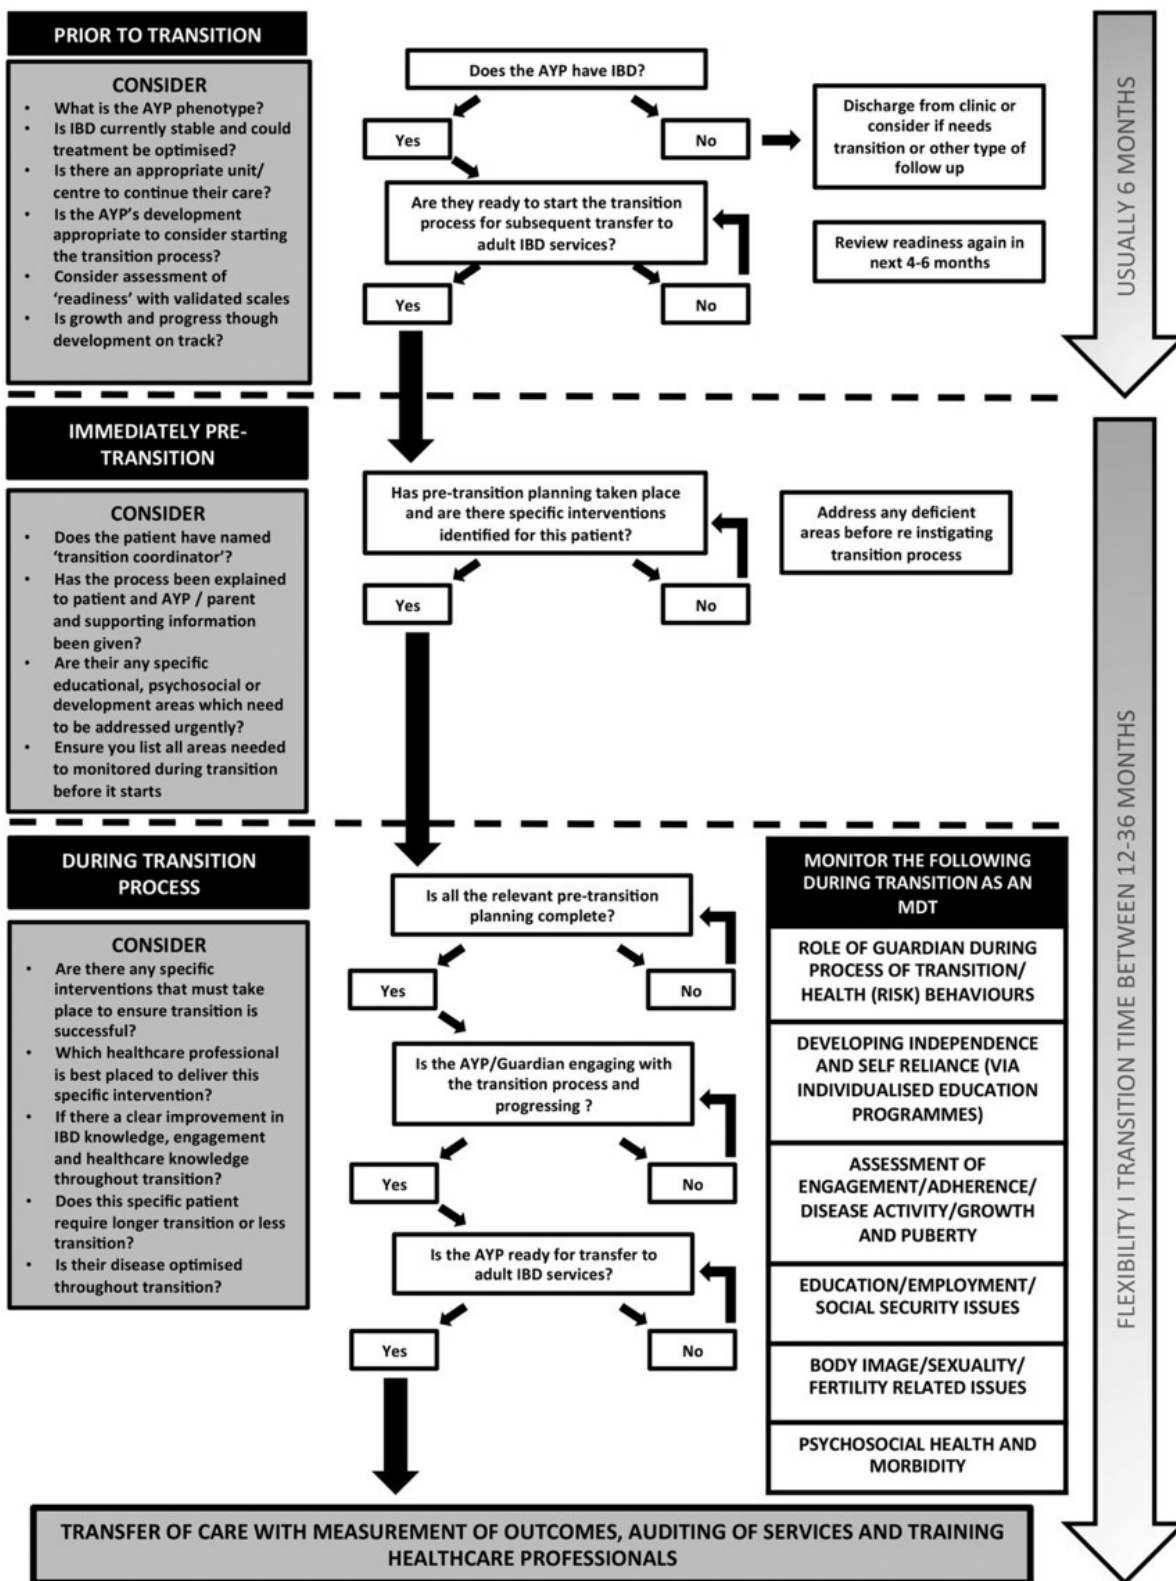 PRIOR TO TRANSITION
CONSIDER
• What is the AYP phenotype?
• Is IBD currently stable and could
treatment be optimised?
• Is there an appropriate unit/
centre to continue their care?
• Is the AYP's development
appropriate to consider starting
the transition process?
• Consider assessment of
'readiness' with validated scales
• Is growth and progress though
development on track?
Does the AYP have IBD?
Yes
No
Discharge from clinic or
consider if needs
transition or other type of
follow up
Are they ready to start the transition
process for subsequent transfer to
adult IBD services?
Review readiness again in
next 4-6 months
Yes
No
USUALLY 6 MONTHS
IMMEDIATELY PRE-
TRANSITION
CONSIDER
• Does the patient have named
'transition coordinator'?
• Has the process been explained
to patient and AYP / parent
and supporting information
been given?
• Are their any specific
educational, psychosocial or
development areas which need
to be addressed urgently?
• Ensure you list all areas needed
to monitored during transition
before it starts
Has pre-transition planning taken place
and are there specific interventions
identified for this patient?
Address any deficient
areas before re instigating
transition process
Yes
No
DURING TRANSITION
PROCESS
CONSIDER
• Are there any specific
interventions that must take
place to ensure transition is
successful?
• Which healthcare professional
is best placed to deliver this
specific intervention?
• If there a clear improvement in
IBD knowledge, engagement
and healthcare knowledge
throughout transition?
• Does this specific patient
require longer transition or less
transition?
• Is their disease optimised
throughout transition?
Is all the relevant pre-transition
planning complete?
Yes
No
Is the AYP/Guardian engaging with
the transition process and
progressing ?
Yes
No
Is the AYP ready for transfer to
adult IBD services?
Yes
No
MONITOR THE FOLLOWING
DURING TRANSITION AS AN
MDT
ROLE OF GUARDIAN DURING
PROCESS OF TRANSITION/
HEALTH (RISK) BEHAVIOURS
DEVELOPING INDEPENDENCE
AND SELF RELIANCE (VIA
INDIVIDUALISED EDUCATION
PROGRAMMES)
ASSESSMENT OF
ENGAGEMENT/ADHERENCE/
DISEASE ACTIVITY/GROWTH
AND PUBERTY
EDUCATION/EMPLOYMENT/
SOCIAL SECURITY ISSUES
BODY IMAGE/SEXUALITY/
FERTILITY RELATED ISSUES
PSYCHOSOCIAL HEALTH AND
MORBIDITY
FLEXIBILITY I TRANSITION TIME BETWEEN 12-36 MONTHS
TRANSFER OF CARE WITH MEASUREMENT OF OUTCOMES, AUDITING OF SERVICES AND TRAINING
HEALTHCARE PROFESSIONALS